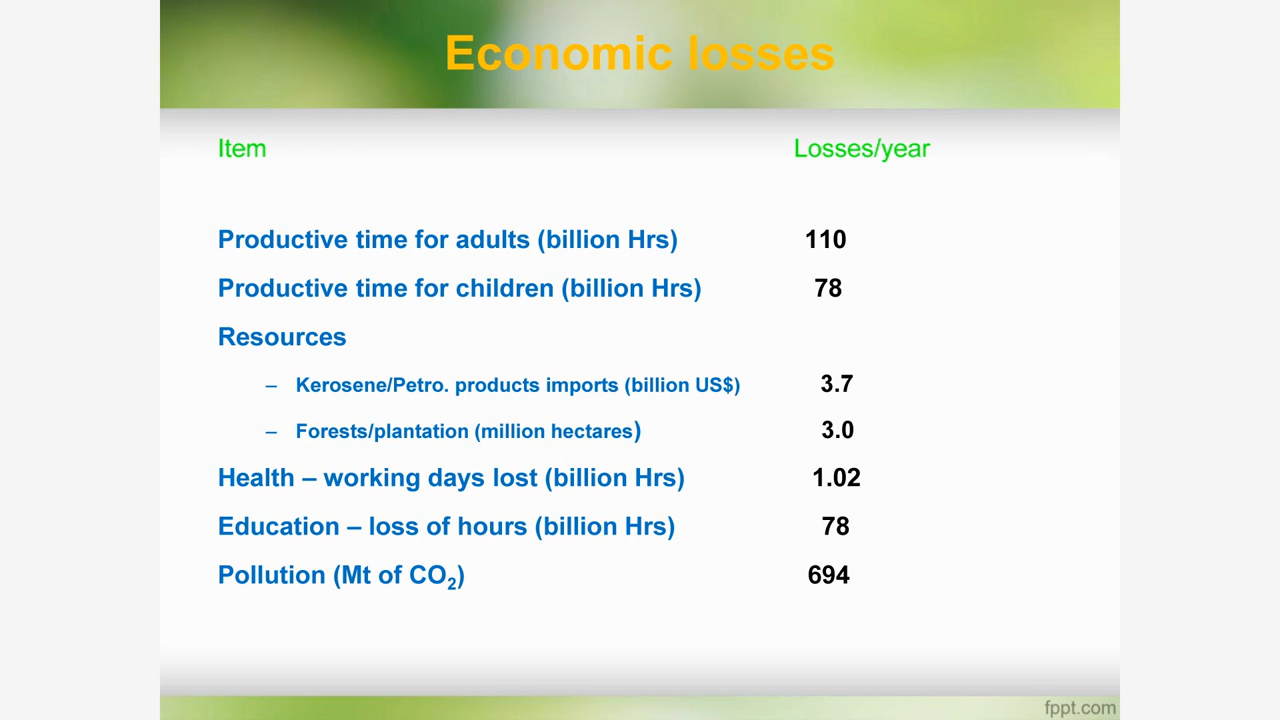 Economic losses
Item Losses/year
Productive time for adults (billion Hrs) 110
Productive time for children (billion Hrs) 78
Resources
– Kerosene/Petro. products imports (billion US$) 3.7
– Forests/plantation (million hectares) 3.0
Health – working days lost (billion Hrs) 1.02
Education – loss of hours (billion Hrs) 78
Pollution (Mt of CO₂) 694
fppt.com